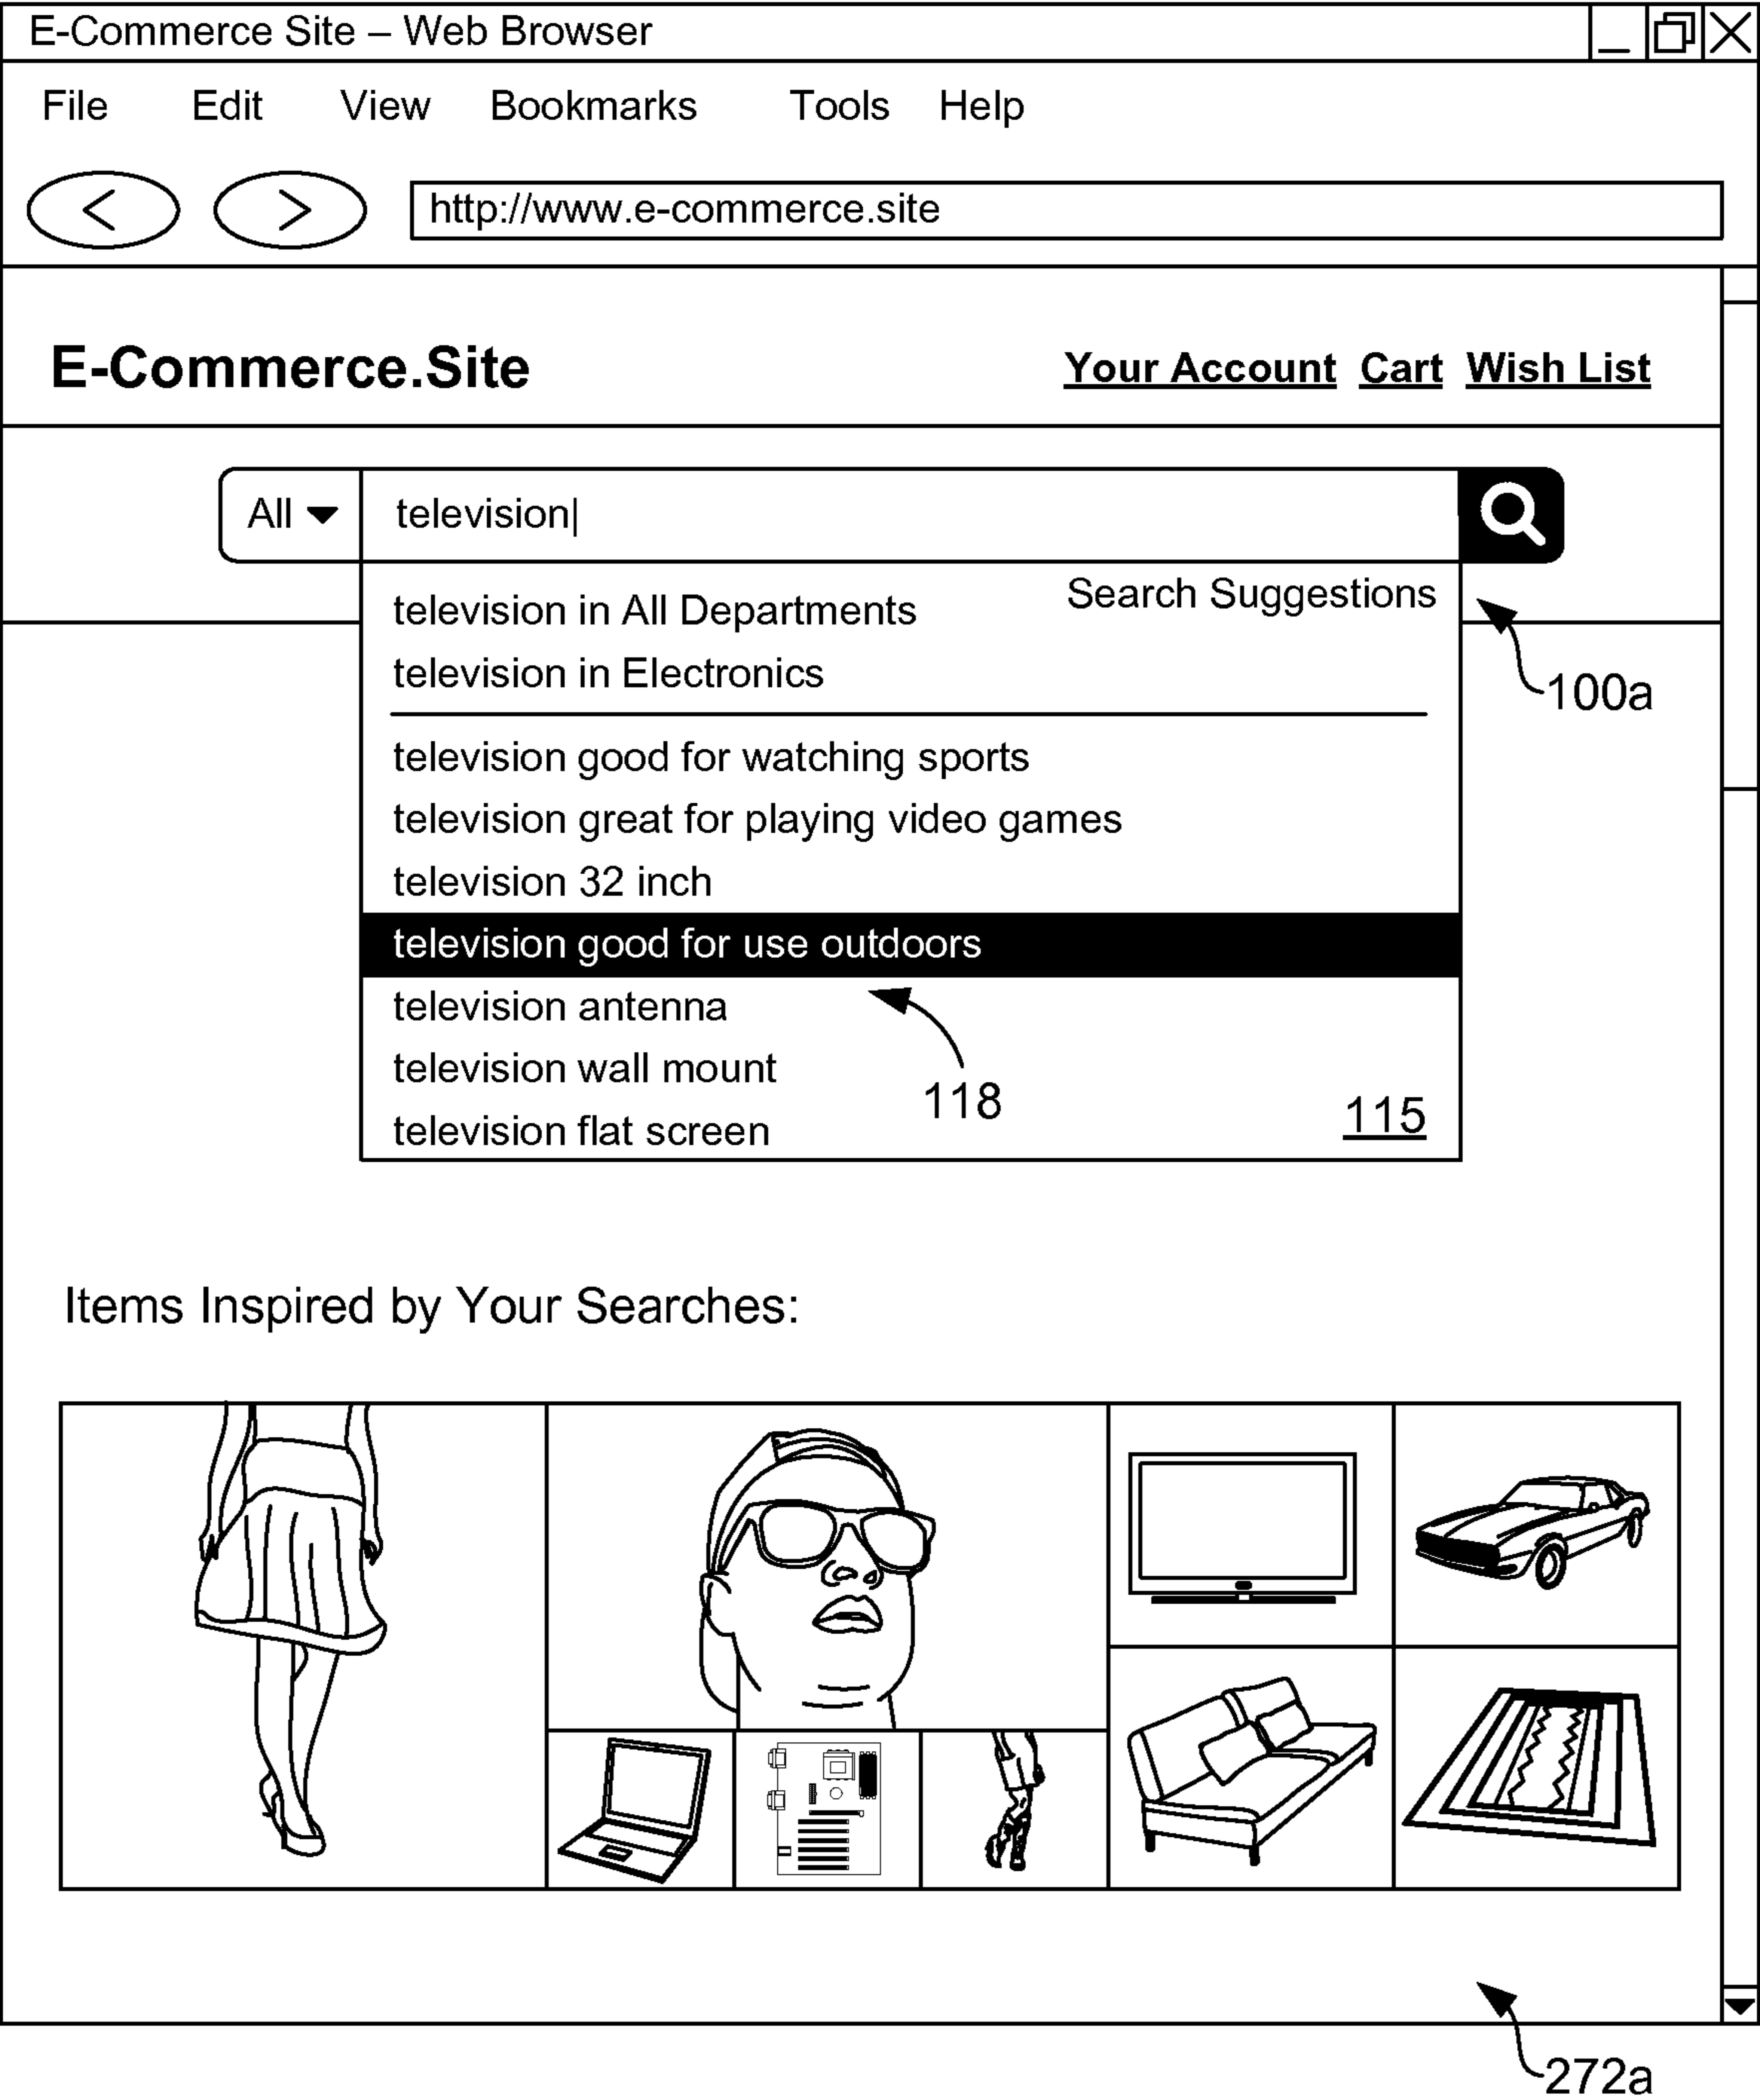 E-Commerce Site – Web Browser
File Edit View Bookmarks Tools Help
http://www.e-commerce.site
E-Commerce.Site Your Account Cart Wish List
All television
Search Suggestions
television in All Departments
television in Electronics
100a
television good for watching sports
television great for playing video games
television 32 inch
television good for use outdoors
television antenna
television wall mount
118
115
television flat screen
Items Inspired by Your Searches:
272a